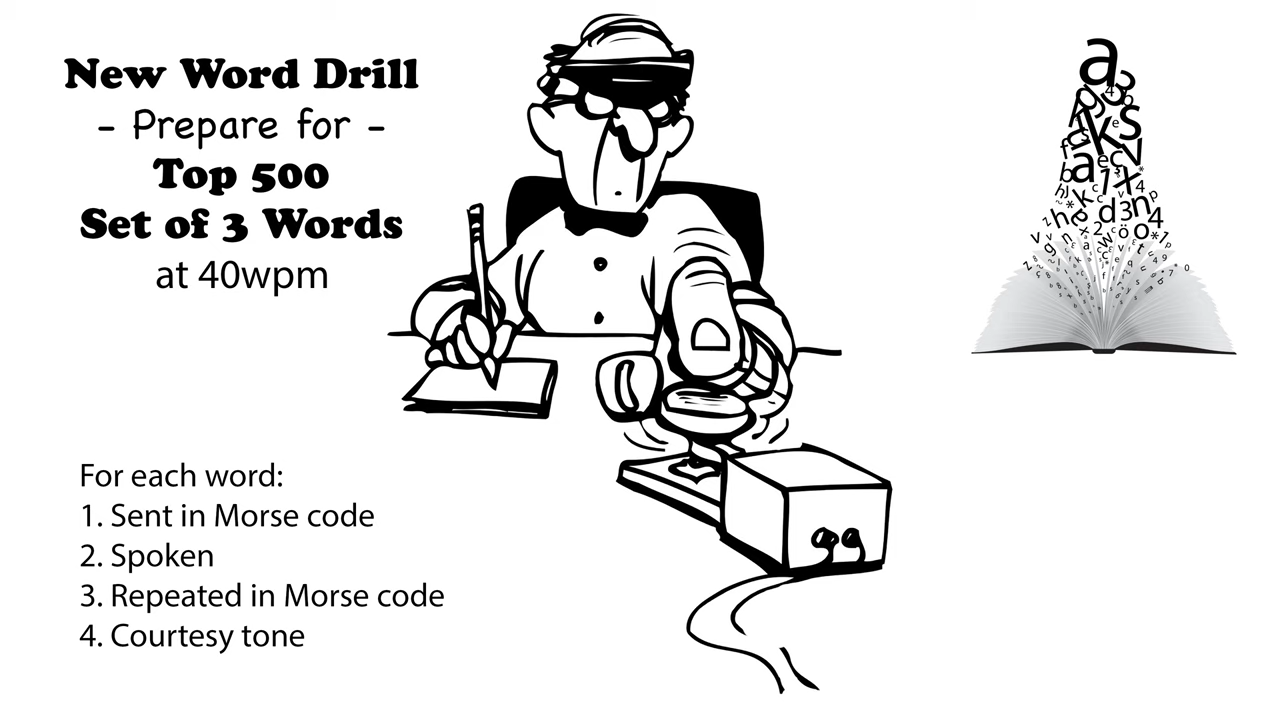 New Word Drill
- Prepare for -
Top 500
Set of 3 Words
at 40wpm
For each word:
1. Sent in Morse code
2. Spoken
3. Repeated in Morse code
4. Courtesy tone